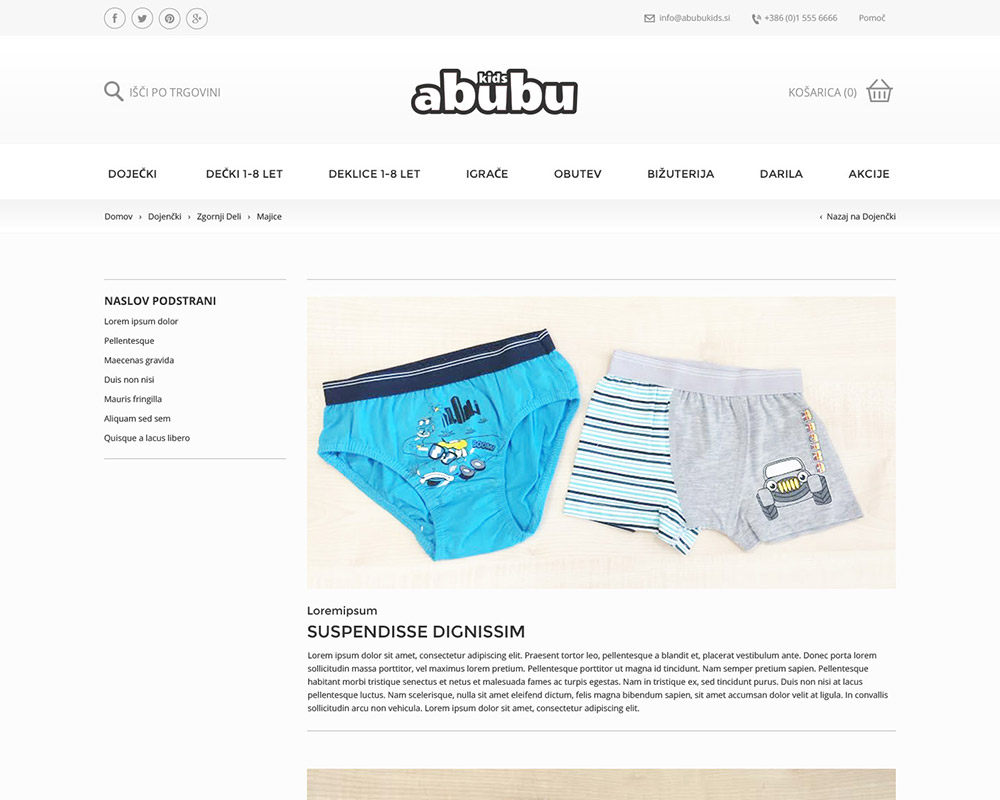 info@abubukids.si
+386 (0)1 555 6666
Pomoč
IŠČI PO TRGOVINI
abubu kids
KOŠARICA (0)
DOJEČKI DEČKI 1-8 LET DEKLICE 1-8 LET IGRAČE OBUTEV BIŽUTERIJA DARILA AKCIJE
Domov › Dojenčki › Zgornji Deli › Majice
‹ Nazaj na Dojenčki
NASLOV PODSTRANI
Lorem ipsum dolor
Pellentesque
Maecenas gravida
Duis non nisi
Mauris fringilla
Aliquam sed sem
Quisque a lacus libero
BOOM!
Loremipsum
SUSPENDISSE DIGNISSIM
Lorem ipsum dolor sit amet, consectetur adipiscing elit. Praesent tortor leo, pellentesque a blandit et, placerat vestibulum ante. Donec porta lorem
sollicitudin massa porttitor, vel maximus lorem pretium. Pellentesque porttitor ut magna id tincidunt. Nam semper pretium sapien. Pellentesque
habitant morbi tristique senectus et netus et malesuada fames ac turpis egestas. Nam in tristique ex, sed tincidunt purus. Duis non nisi at lacus
pellentesque luctus. Nam scelerisque, nulla sit amet eleifend dictum, felis magna bibendum sapien, sit amet accumsan dolor velit at ligula. In convallis
sollicitudin arcu non vehicula. Lorem ipsum dolor sit amet, consectetur adipiscing elit.